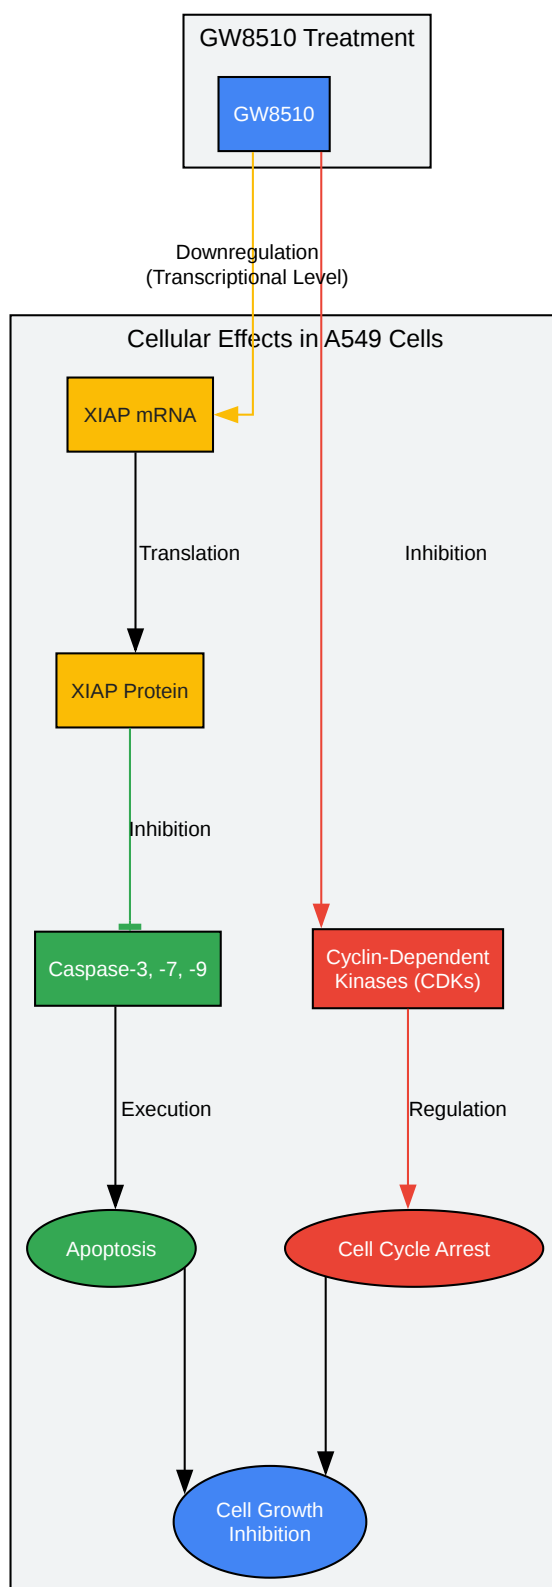 GW8510 Treatment
GW8510
Downregulation
(Transcriptional Level)
Cellular Effects in A549 Cells
XIAP mRNA
Translation
Inhibition
XIAP Protein
Inhibition
Caspase-3, -7, -9
Cyclin-Dependent
Kinases (CDKs)
Execution
Regulation
Apoptosis
Cell Cycle Arrest
Cell Growth
Inhibition